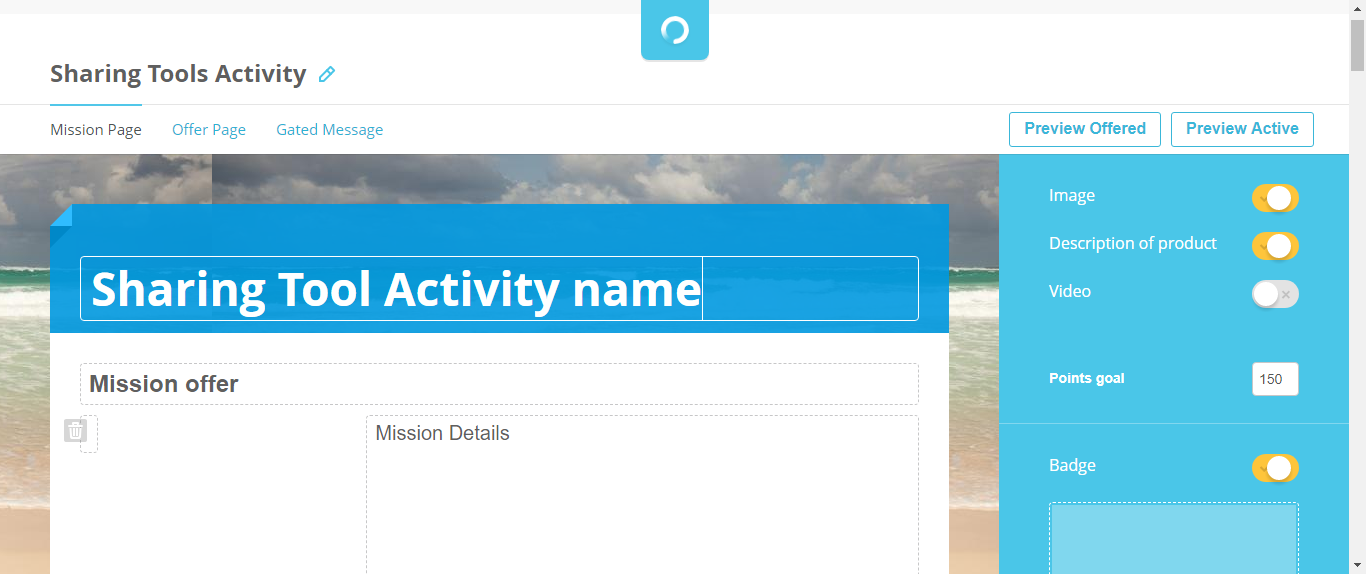 Sharing Tools Activity
Mission Page Offer Page Gated Message Preview Offered Preview Active
Image
Description of product
Video
Sharing Tool Activity name
Points goal 150
Mission offer
Mission Details
Badge